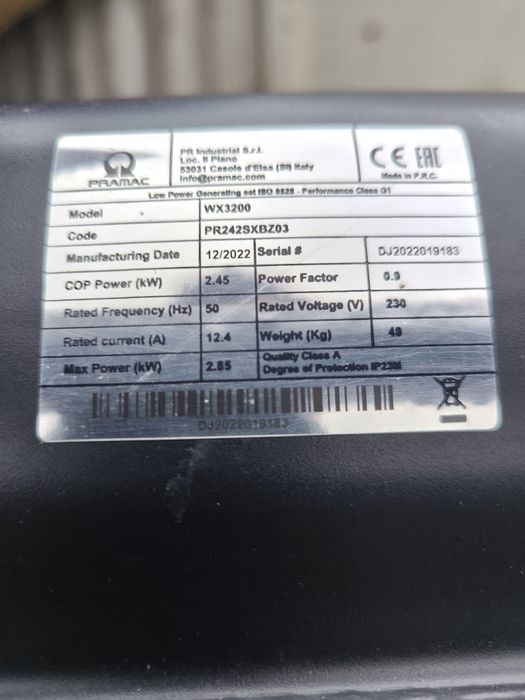 PRAMAC
PR Industrial S.r.l.
Loc. Il Piano
53031 Casole d'Elsa (SI) Italy
info@pramac.com
CE EAC
Made in P.R.C.
Low Power Generating set ISO 8528 - Performance Class G1
Model WX3200
Code PR242SXBZ03
Manufacturing Date 12/2022 Serial # DJ2022019183
COP Power (kW) 2.45 Power Factor 0.9
Rated Frequency (Hz) 50 Rated Voltage (V) 230
Rated current (A) 12.4 Weight (Kg) 49
Max Power (kW) 2.85 Quality Class A
Degree of Protection IP23M
DJ2022019183